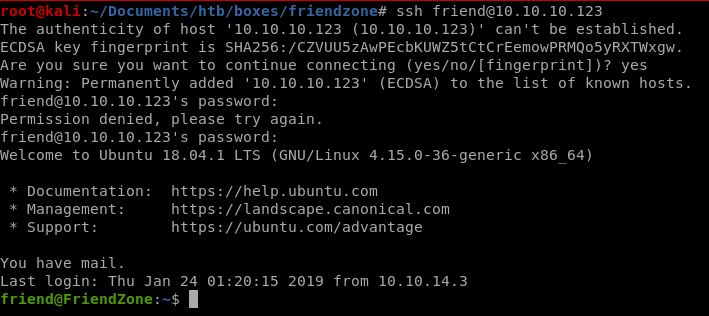 root@kali:~/Documents/htb/boxes/friendzone# ssh friend@10.10.10.123
The authenticity of host '10.10.10.123 (10.10.10.123)' can't be established.
ECDSA key fingerprint is SHA256:/CZVUU5zAwPEcbKUWZ5tCtCrEemowPRMQo5yRXTWxgw.
Are you sure you want to continue connecting (yes/no/[fingerprint])? yes
Warning: Permanently added '10.10.10.123' (ECDSA) to the list of known hosts.
friend@10.10.10.123's password:
Permission denied, please try again.
friend@10.10.10.123's password:
Welcome to Ubuntu 18.04.1 LTS (GNU/Linux 4.15.0-36-generic x86_64)
* Documentation:  https://help.ubuntu.com
* Management:     https://landscape.canonical.com
* Support:        https://ubuntu.com/advantage
You have mail.
Last login: Thu Jan 24 01:20:15 2019 from 10.10.14.3
friend@FriendZone:~$